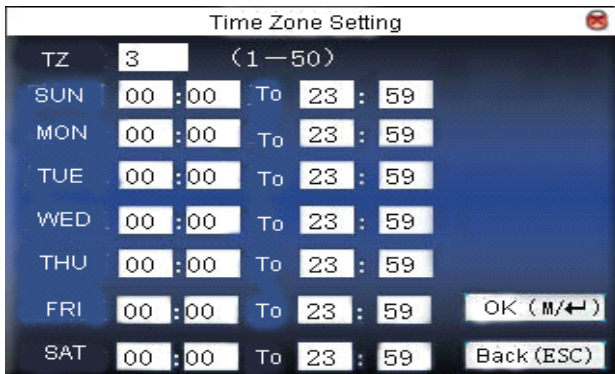 Time Zone Setting
TZ 3 (1—50)
SUN 00 : 00 To 23 : 59
MON 00 : 00 To 23 : 59
TUE 00 : 00 To 23 : 59
WED 00 : 00 To 23 : 59
THU 00 : 00 To 23 : 59
FRI 00 : 00 To 23 : 59 OK (M/↵)
SAT 00 : 00 To 23 : 59 Back(ESC)